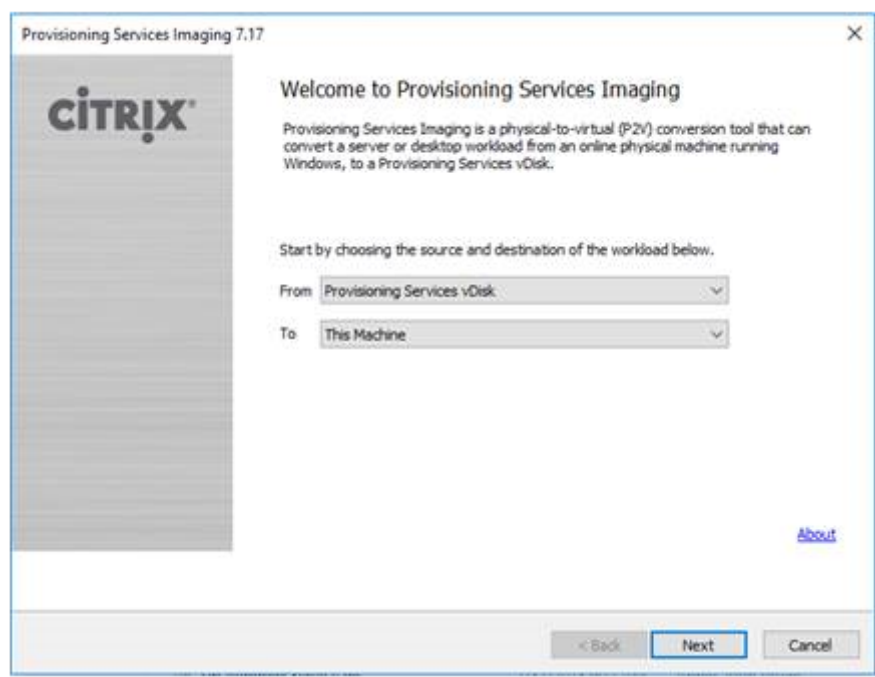 Provisioning Services Imaging 7.17
CİTRIX
Welcome to Provisioning Services Imaging
Provisioning Services Imaging is a physical-to-virtual (P2V) conversion tool that can
convert a server or desktop workload from an online physical machine running
Windows, to a Provisioning Services vDisk.
Start by choosing the source and destination of the workload below.
From Provisioning Services vDisk
To This Machine
About
< Back Next Cancel